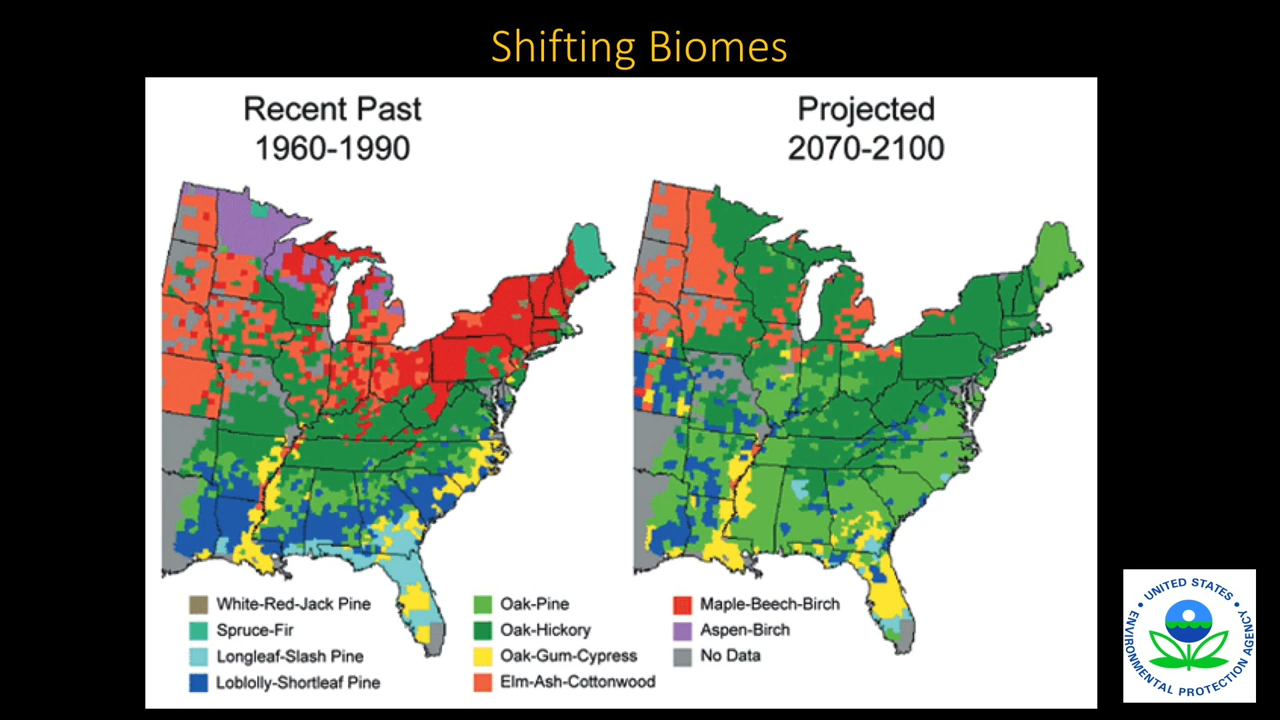 Shifting Biomes
Recent Past
1960-1990
Projected
2070-2100
White-Red-Jack Pine
Spruce-Fir
Longleaf-Slash Pine
Loblolly-Shortleaf Pine
Oak-Pine
Oak-Hickory
Oak-Gum-Cypress
Elm-Ash-Cottonwood
Maple-Beech-Birch
Aspen-Birch
No Data
UNITED STATES
ENVIRONMENTAL PROTECTION AGENCY